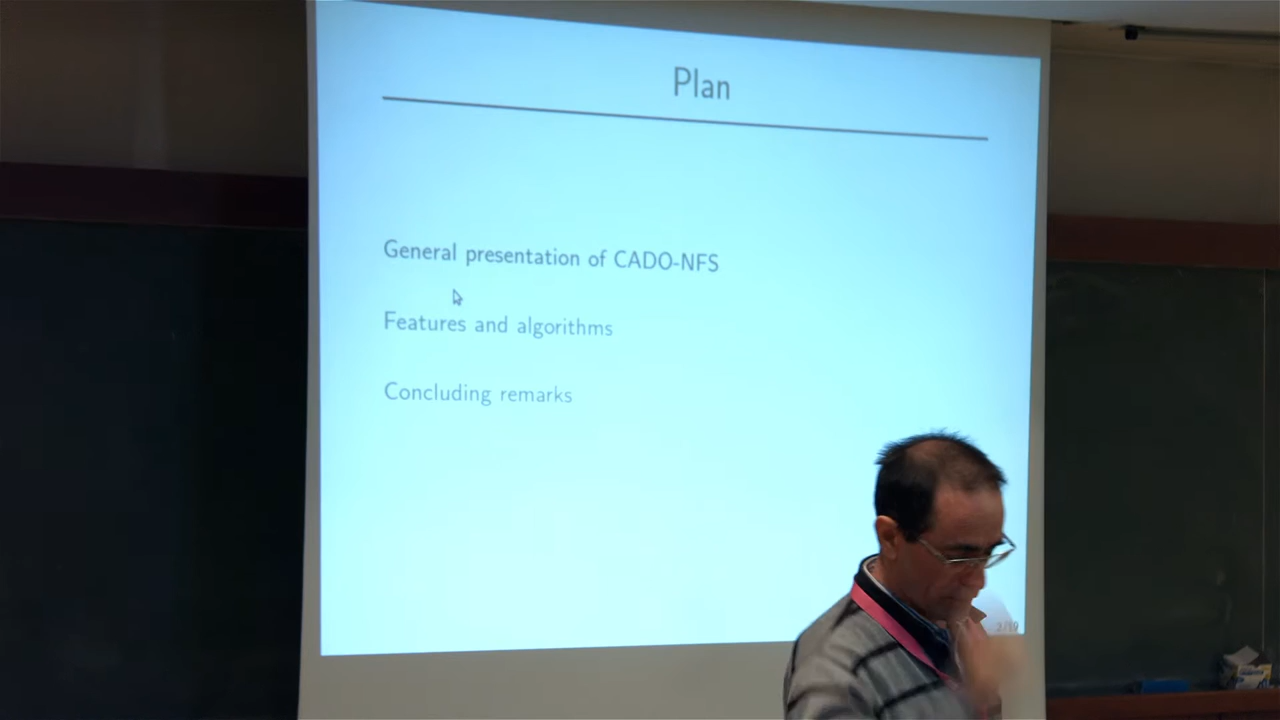 Plan
General presentation of CADO-NFS
Features and algorithms
Concluding remarks